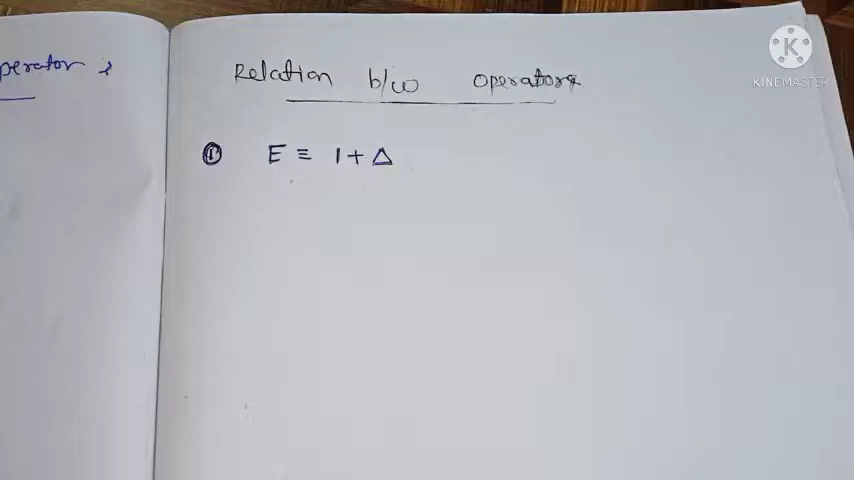 perator :
Relation b/w operators
① E ≡ 1 + Δ
K
KINEMASTER